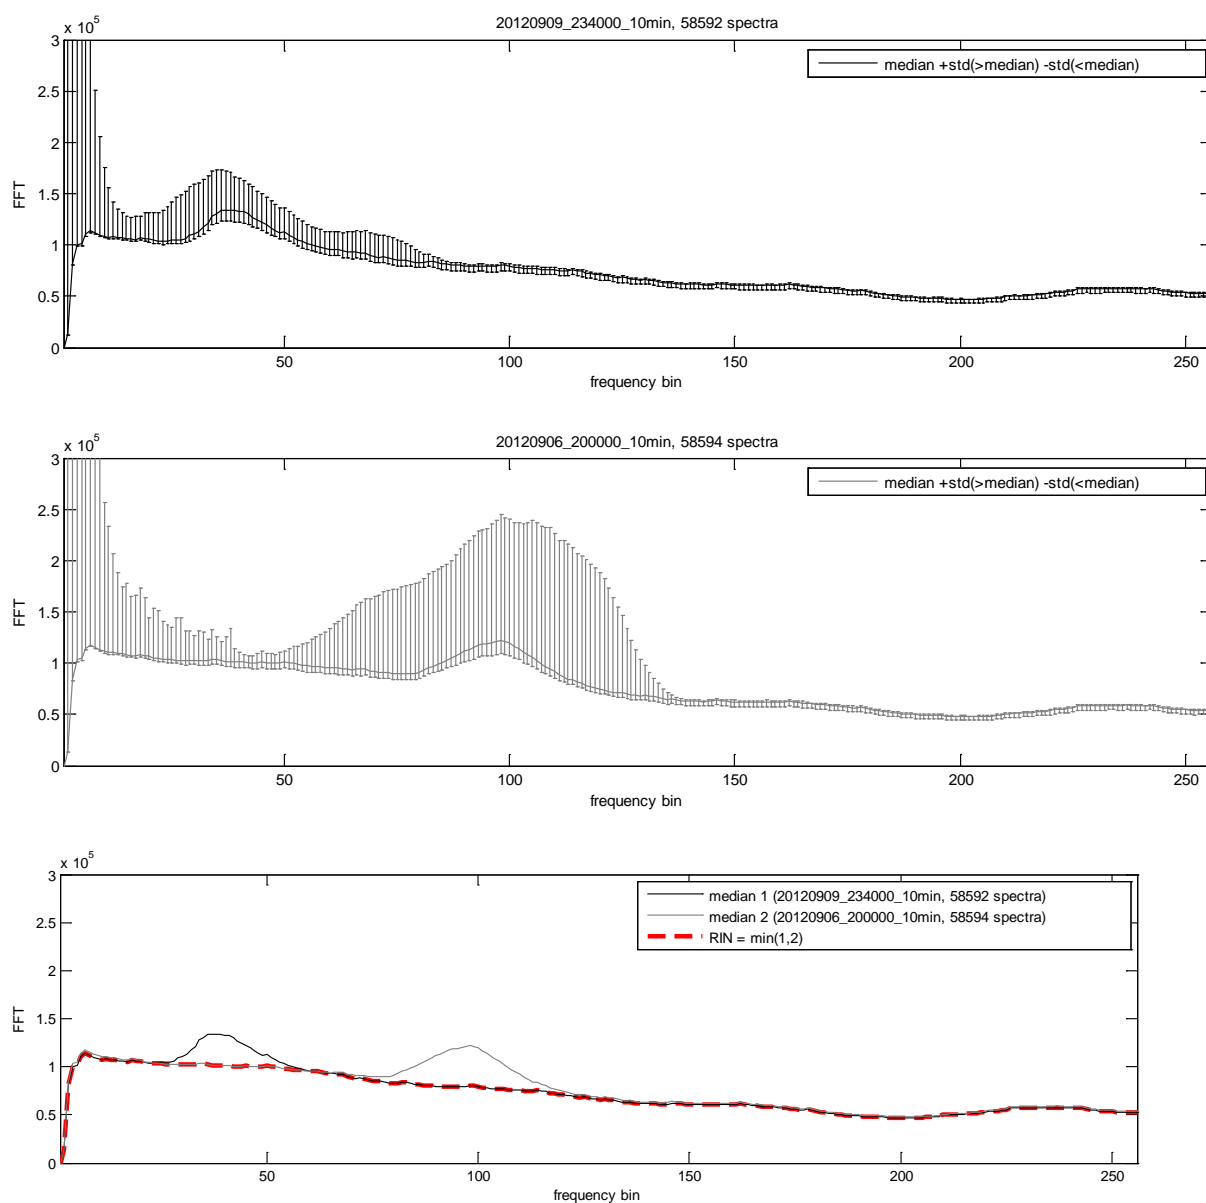 20120909_234000_10min, 58592 spectra
x 10^5
3
2.5
2
1.5
1
0.5
0
FFT
median +std(>median) -std(<median)
50 100 150 200 250
frequency bin
20120906_200000_10min, 58594 spectra
x 10^5
3
2.5
2
1.5
1
0.5
0
FFT
median +std(>median) -std(<median)
50 100 150 200 250
frequency bin
x 10^5
3
2.5
2
1.5
1
0.5
0
FFT
median 1 (20120909_234000_10min, 58592 spectra)
median 2 (20120906_200000_10min, 58594 spectra)
RIN = min(1,2)
50 100 150 200 250
frequency bin